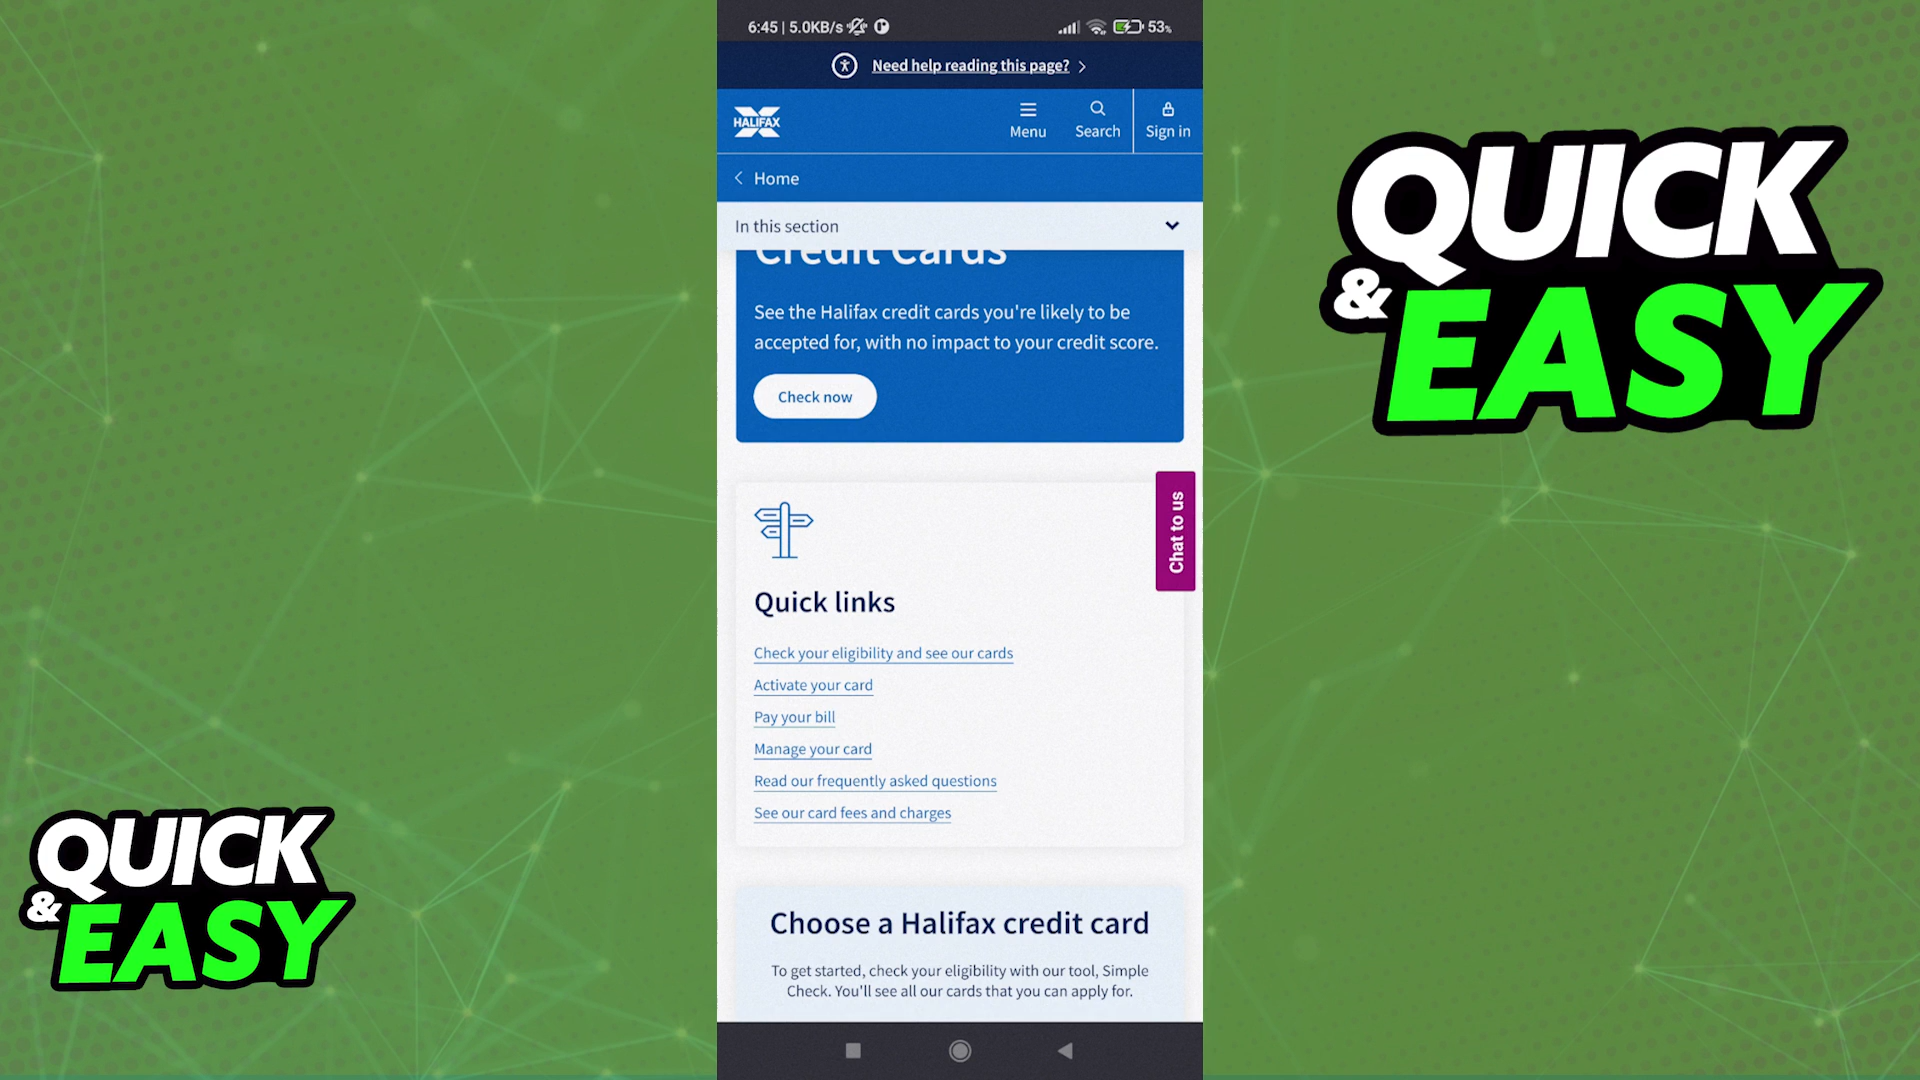 6:45 | 5.0KB/s
53%
Need help reading this page?
HALIFAX
Menu
Search
Sign in
Home
In this section
Credit Cards
See the Halifax credit cards you're likely to be
accepted for, with no impact to your credit score.
Check now
Chat to us
Quick links
Check your eligibility and see our cards
Activate your card
Pay your bill
Manage your card
Read our frequently asked questions
See our card fees and charges
Choose a Halifax credit card
To get started, check your eligibility with our tool, Simple
Check. You'll see all our cards that you can apply for.
QUICK
& EASY
QUICK
& EASY